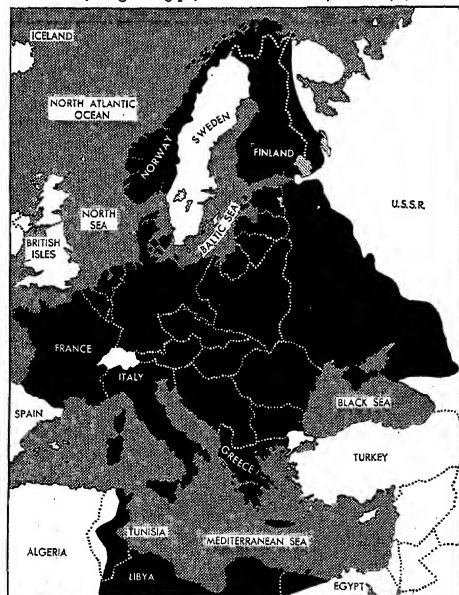 ICELAND
NORTH ATLANTIC
OCEAN
NORWAY
SWEDEN
FINLAND
U.S.S.R.
NORTH
SEA
BALTIC SEA
BRITISH
ISLES
FRANCE
ITALY
SPAIN
BLACK SEA
GREECE
TURKEY
ALGERIA
TUNISIA
MEDITERRANEAN SEA
LIBYA
EGYPT